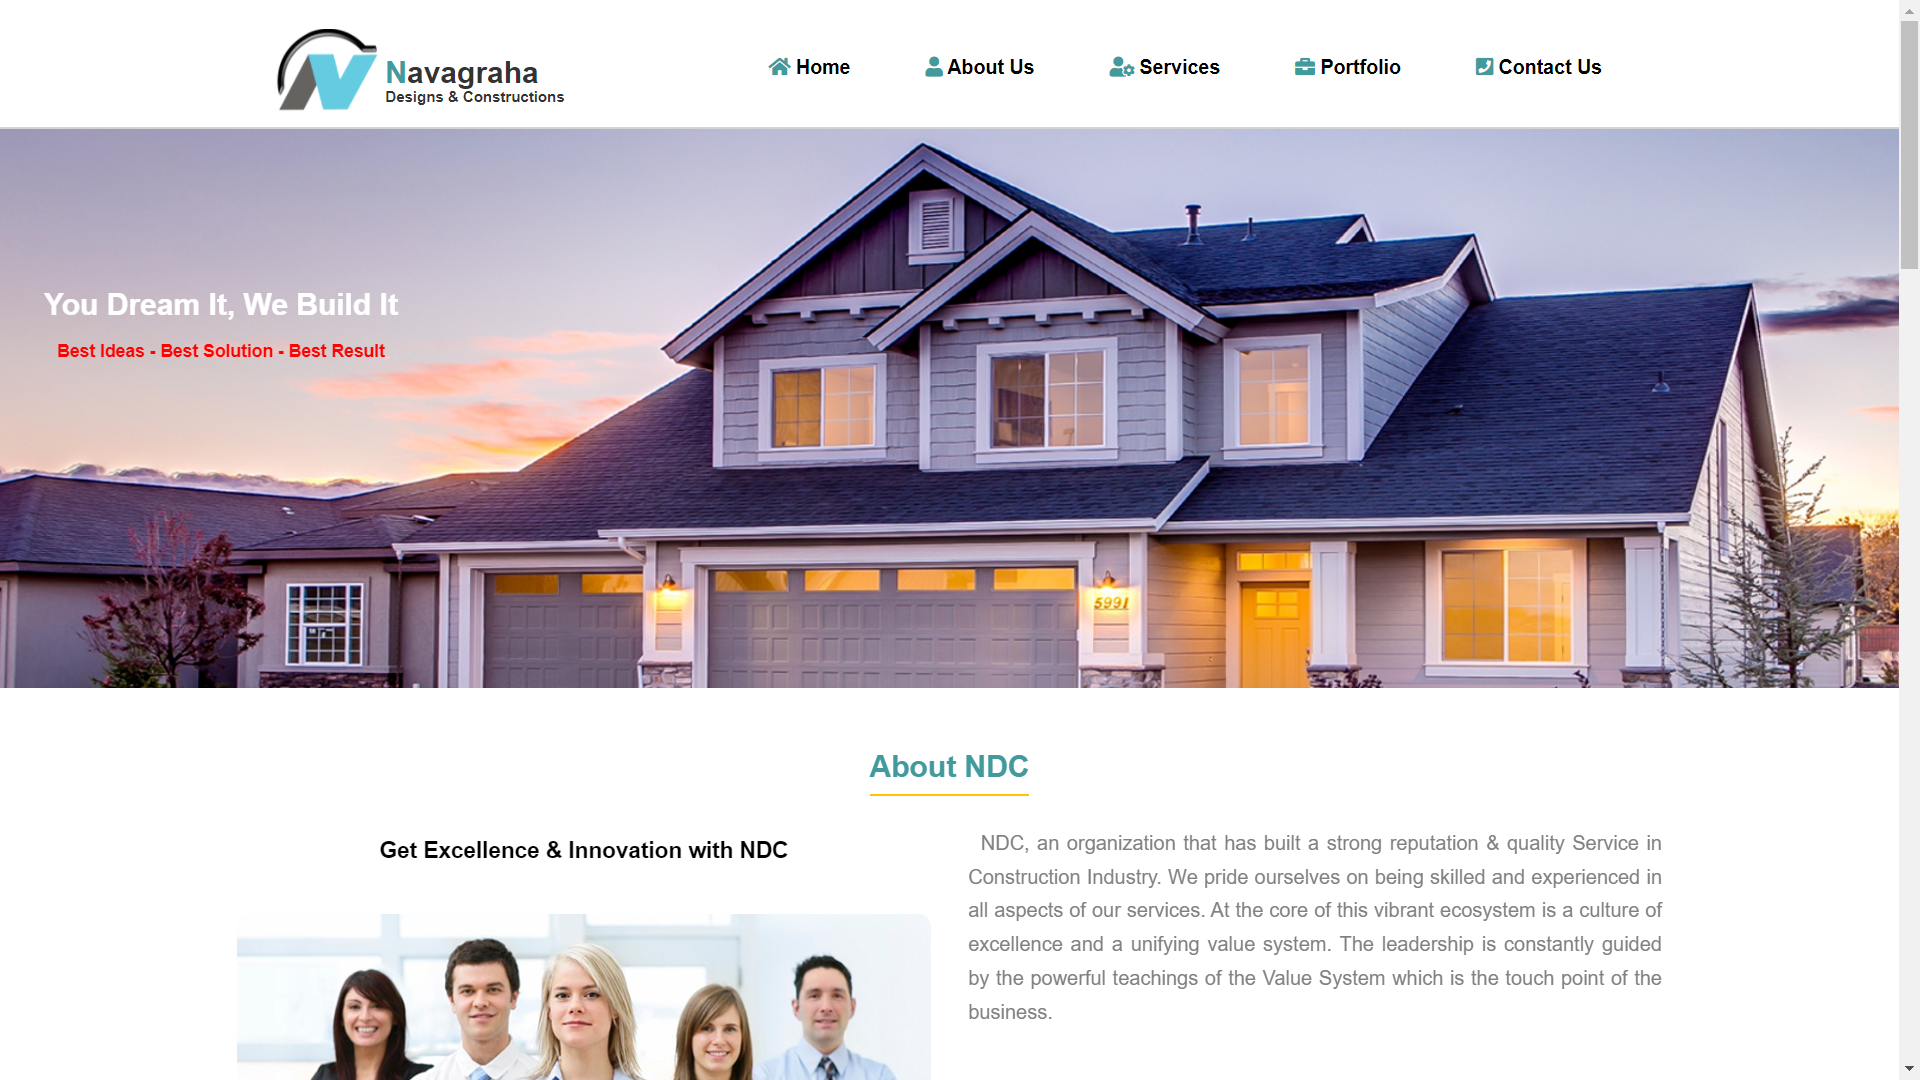 Navagraha
Designs & Constructions
Home
About Us
Services
Portfolio
Contact Us
You Dream It, We Build It
Best Ideas - Best Solution - Best Result
5991
About NDC
Get Excellence & Innovation with NDC
NDC, an organization that has built a strong reputation & quality Service in
Construction Industry. We pride ourselves on being skilled and experienced in
all aspects of our services. At the core of this vibrant ecosystem is a culture of
excellence and a unifying value system. The leadership is constantly guided
by the powerful teachings of the Value System which is the touch point of the
business.